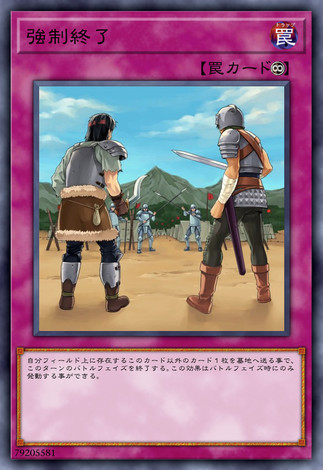 強制終了
トラップ
罠
【罠カード】
自分フィールド上に存在するこのカード以外のカード1枚を墓地へ送る事で、
このターンのバトルフェイズを終了する。この効果はバトルフェイズ時にのみ
発動する事ができる。
79205581